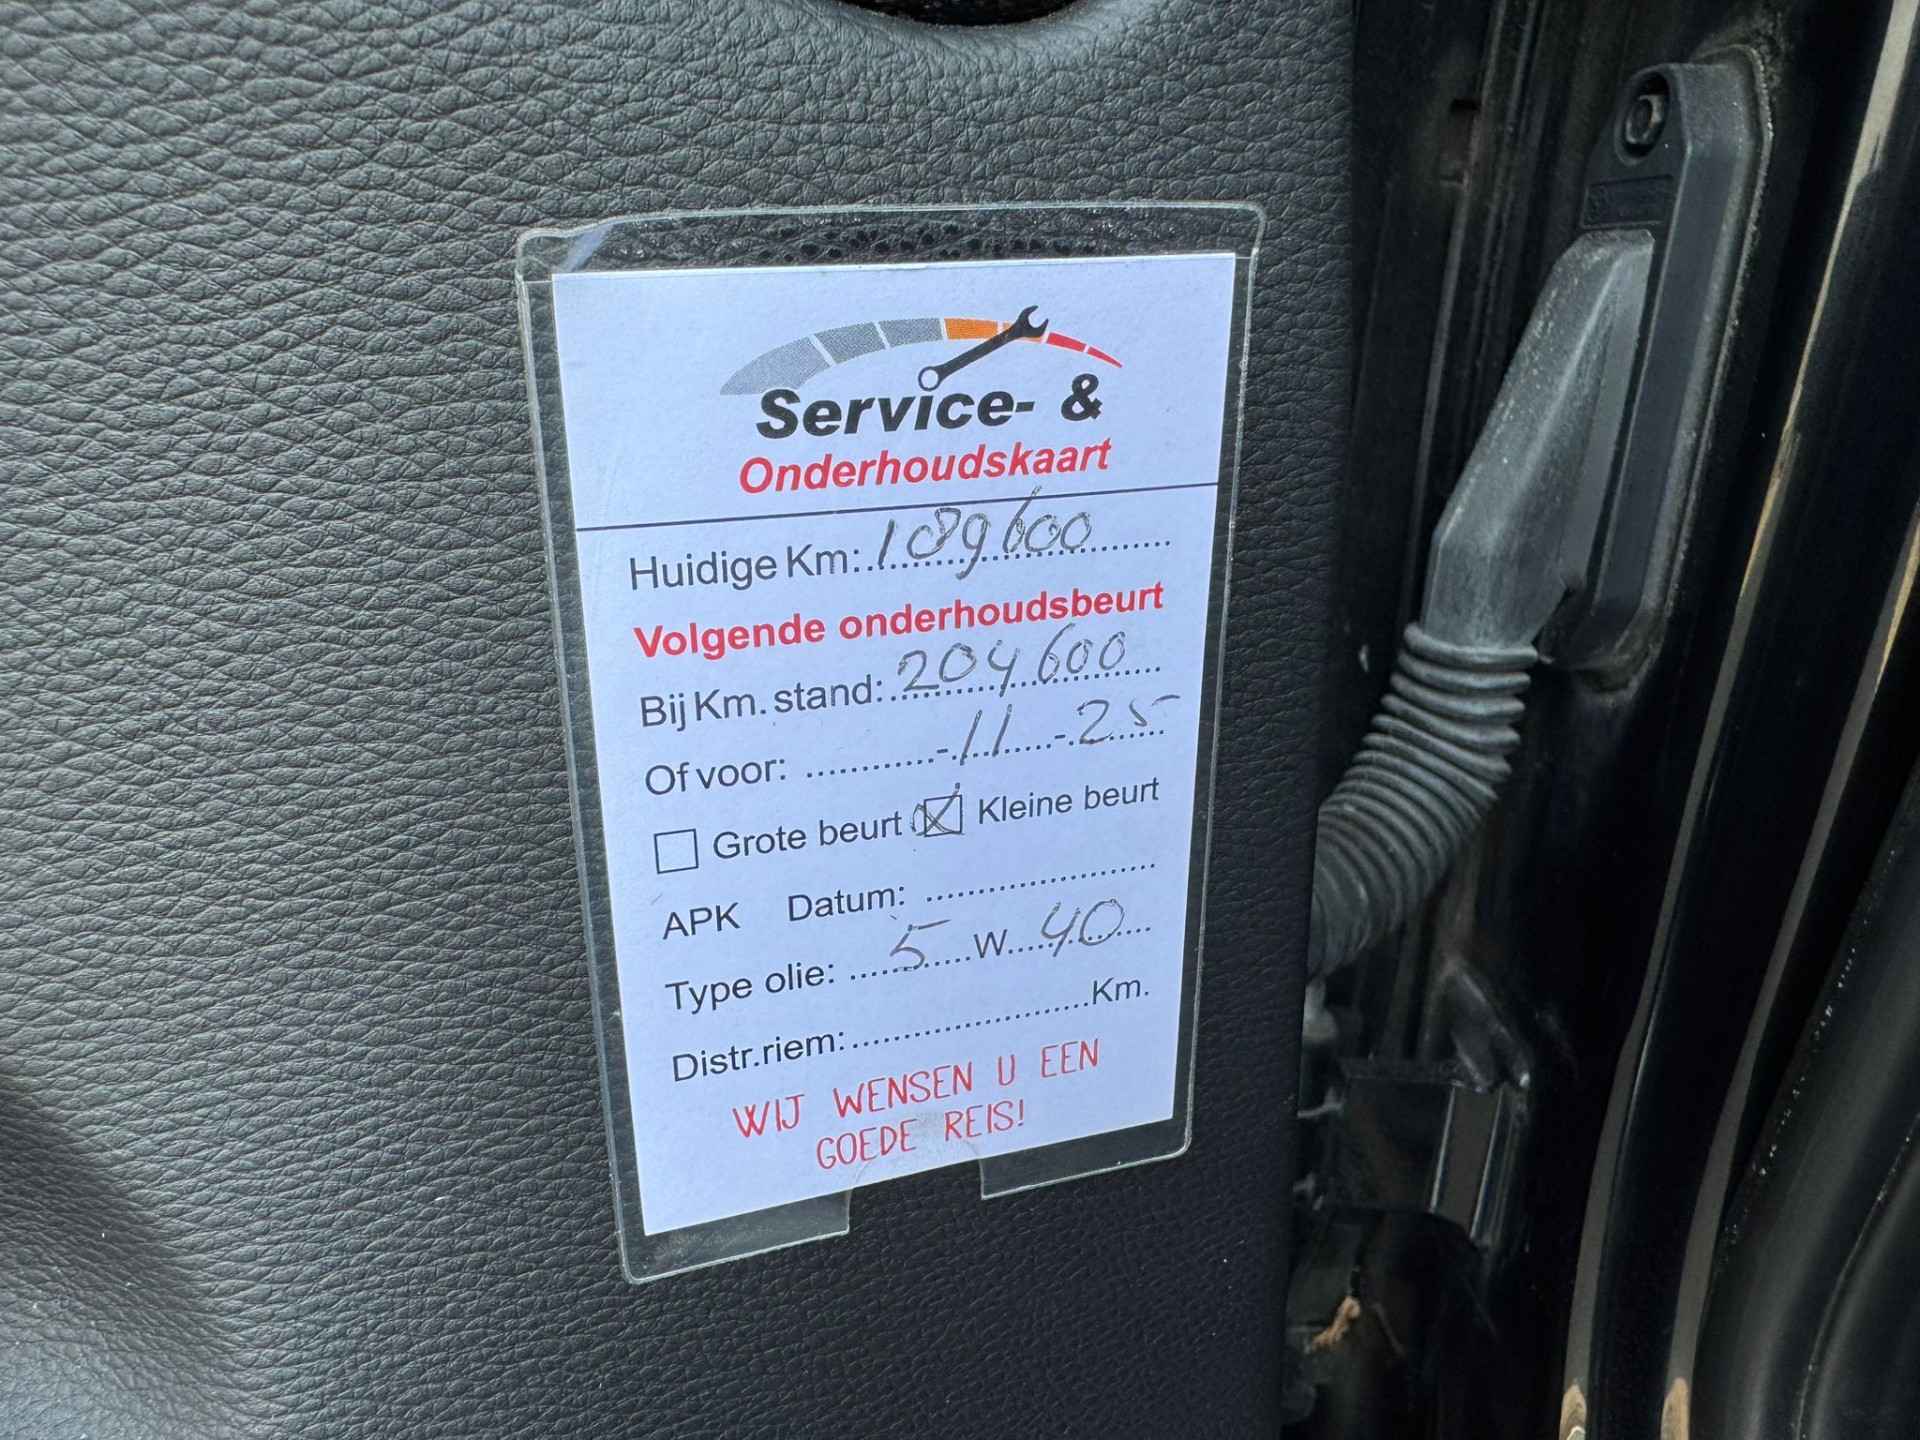 Service- &
Onderhoudskaart
Huidige Km: 189600
Volgende onderhoudsbeurt
Bij Km. stand: 204600
Of voor: - 11 - 25
Grote beurt Kleine beurt
APK Datum:
Type olie: 5 W 40
Distr.riem: Km.
WIJ WENSEN U EEN
GOEDE REIS!